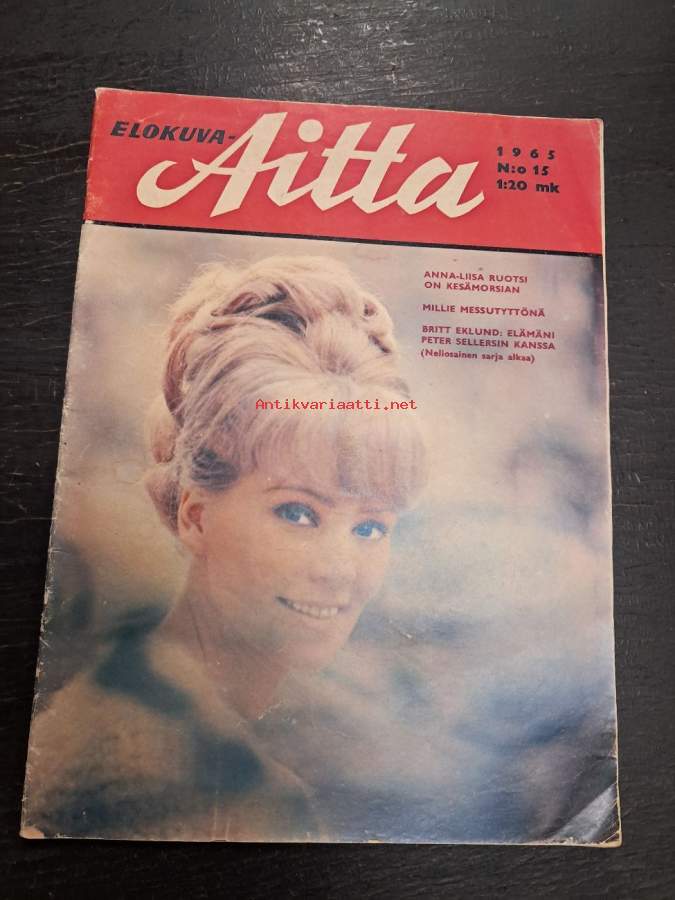 ELOKUVA-
Aitta
1965
N:o 15
1:20 mk
ANNA-LIISA RUOTSI
ON KESÄMORSIAN
MILLIE MESSUTYTTÖNÄ
BRITT EKLUND: ELÄMÄNI
PETER SELLERSIN KANSSA
(Neliosainen sarja alkaa)
Antikvariaatti.net